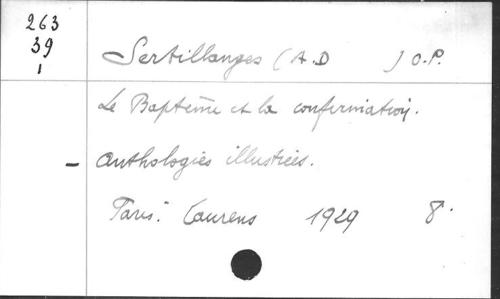 263
39
1
Sertillanges (A.D ) O.P.
Le Baptême et la confirmation.
- Anthologies illustrées.
Paris. Laurens 1929 8°